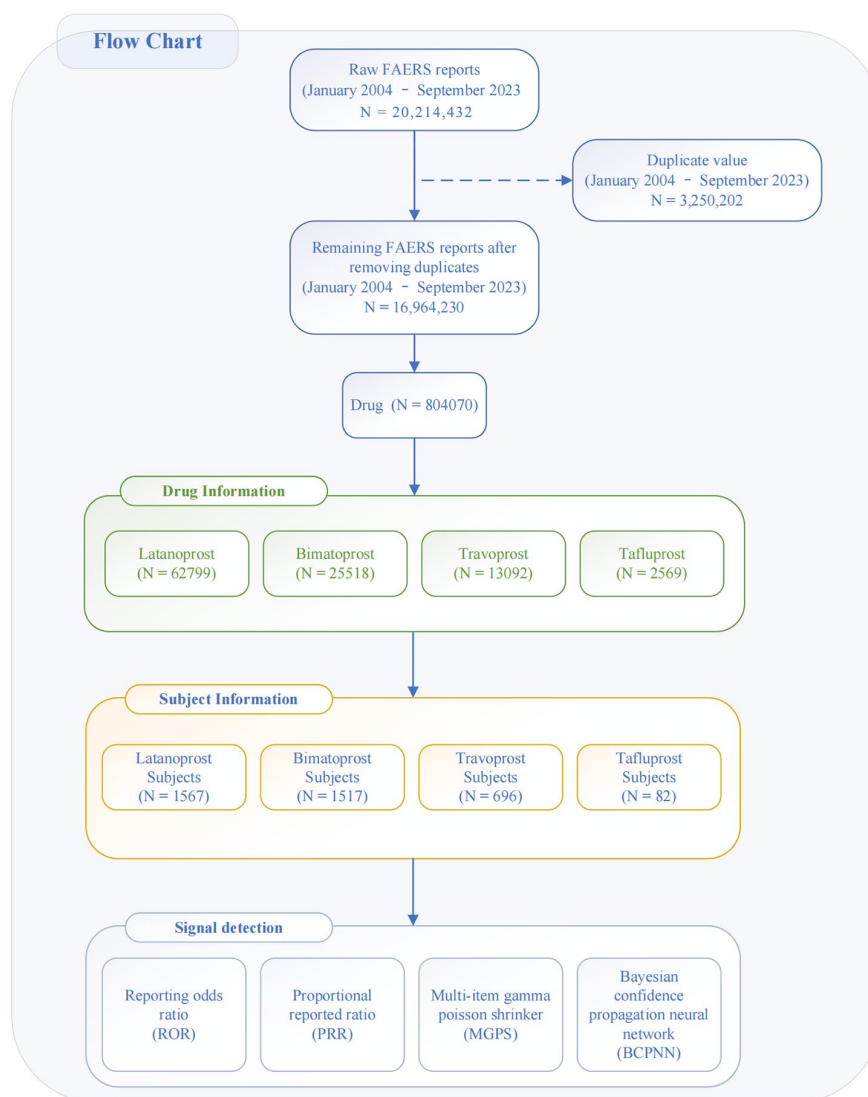 Flow Chart
Raw FAERS reports
(January 2004 - September 2023
N = 20,214,432
Duplicate value
(January 2004 - September 2023)
N = 3,250,202
Remaining FAERS reports after
removing duplicates
(January 2004 - September 2023)
N = 16,964,230
Drug (N = 804070)
Drug Information
Latanoprost
(N = 62799)
Bimatoprost
(N = 25518)
Travoprost
(N = 13092)
Tafluprost
(N = 2569)
Subject Information
Latanoprost
Subjects
(N = 1567)
Bimatoprost
Subjects
(N = 1517)
Travoprost
Subjects
(N = 696)
Tafluprost
Subjects
(N = 82)
Signal detection
Reporting odds
ratio
(ROR)
Proportional
reported ratio
(PRR)
Multi-item gamma
poisson shrinker
(MGPS)
Bayesian
confidence
propagation neural
network
(BCPNN)